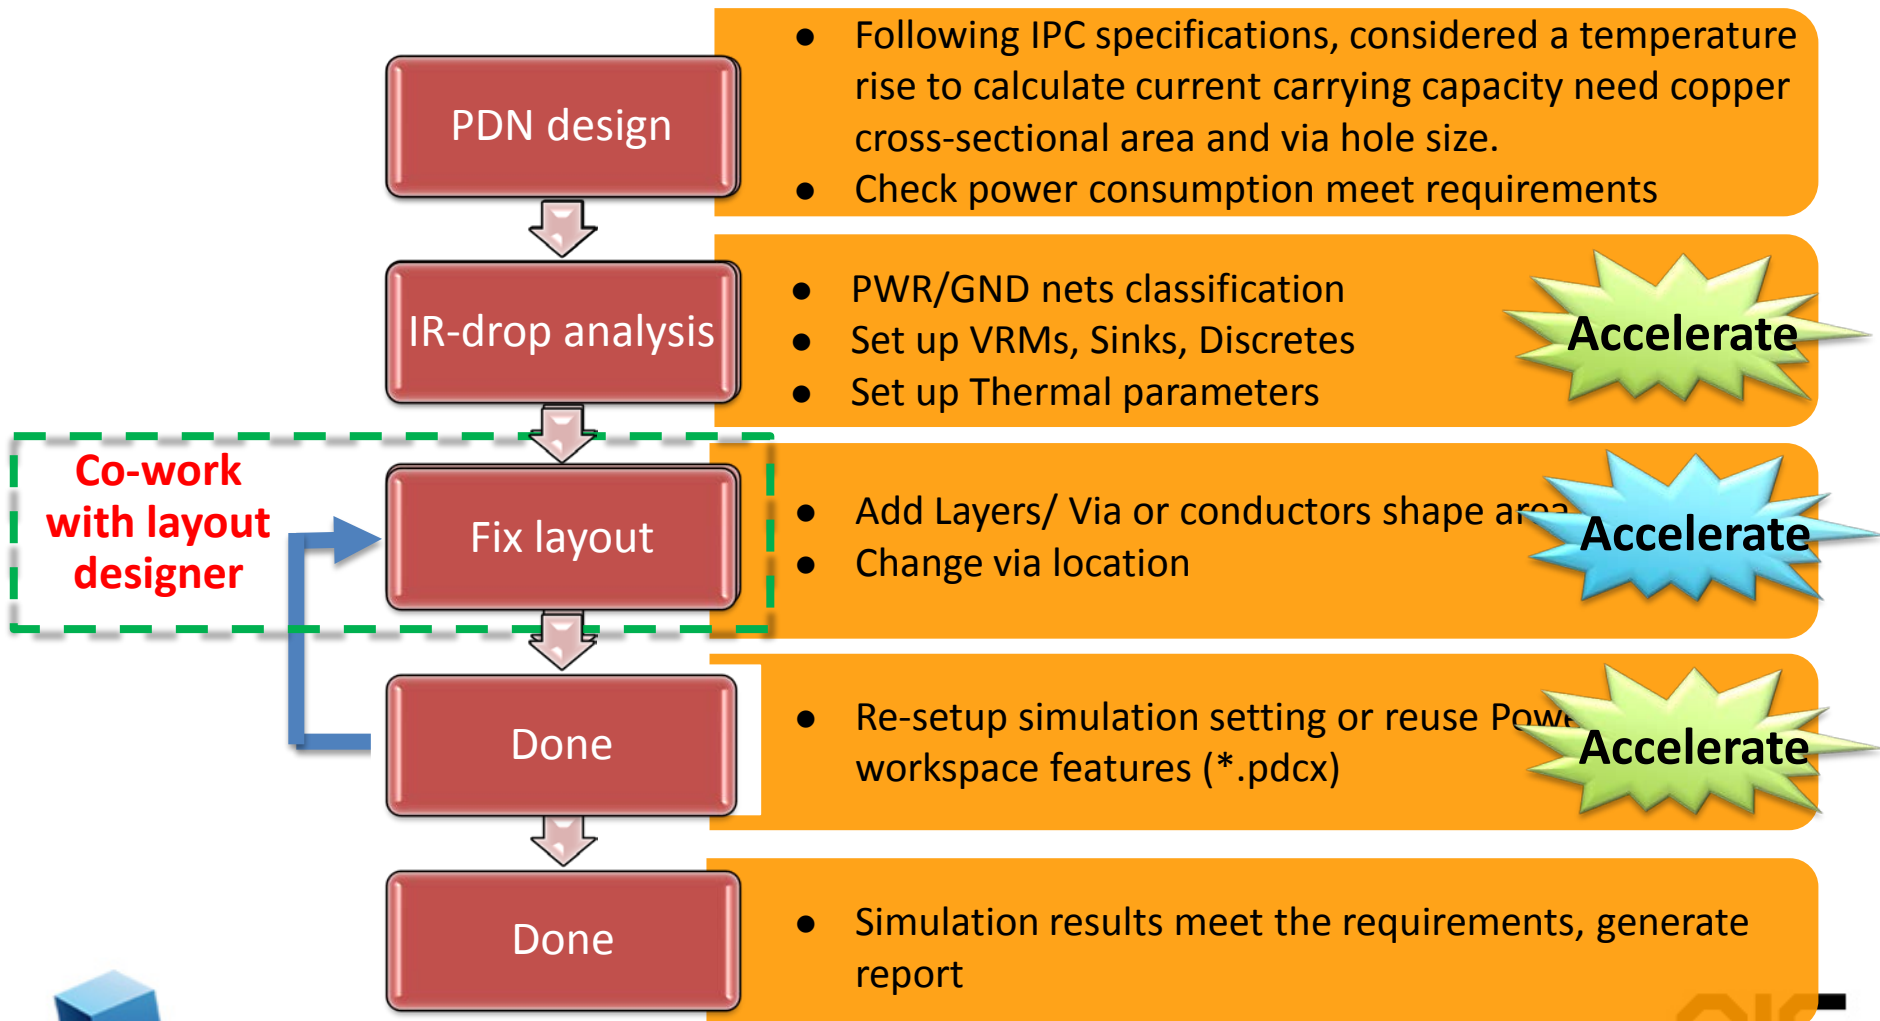 PDN design
● Following IPC specifications, considered a temperature
rise to calculate current carrying capacity need copper
cross-sectional area and via hole size.
● Check power consumption meet requirements
IR-drop analysis
● PWR/GND nets classification
● Set up VRMs, Sinks, Discretes
● Set up Thermal parameters
Accelerate
Co-work
with layout
designer
Fix layout
● Add Layers/ Via or conductors shape area
● Change via location
Accelerate
Done
● Re-setup simulation setting or reuse
workspace features (*.pdcx)
Accelerate
Done
● Simulation results meet the requirements, generate
report